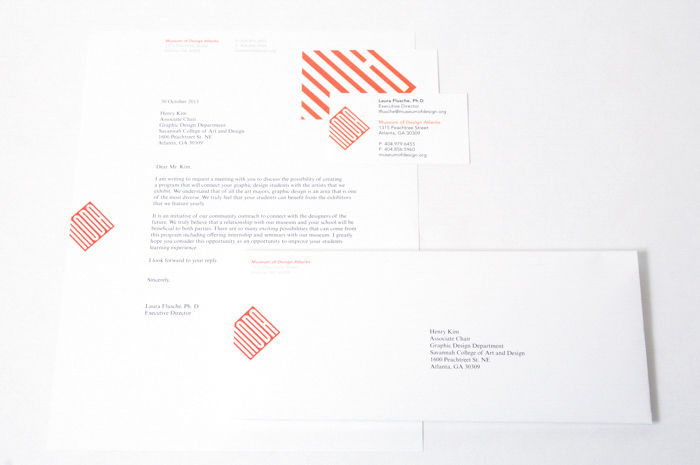 Museum of Design Atlanta
1315 Peachtree Street
Atlanta, GA 30309
30 October 2013
Henry Kim
Associate Chair
Graphic Design Department
Savannah College of Art and Design
1600 Peachtree St. NE
Atlanta, GA 30309
Dear Mr. Kim,
I am writing to request a meeting with you to discuss the possibility of creating
a program that will connect your graphic design students with the artists that we
exhibit. We understand that of all the art majors, graphic design is an area that is one
of the most diverse. We truly feel that your students can benefit from the exhibitors
that we feature yearly.
It is an initiative of our community outreach to connect with the designers of the
future. We truly believe that a relationship with our museum and your school will be
beneficial to both parties. There are so many exciting possibilities that can come from
this program including offering internship and seminars with our museum. I greatly
hope you consider this opportunity as an opportunity to improve your students
learning experience.
I look forward to your reply.
Sincerely,
Laura Flusche, Ph. D
Executive Director
MODA
Laura Flusche, Ph.D
Executive Director
lflusche@museumofdesign.org
Museum of Design Atlanta
1315 Peachtree Street
Atlanta, GA 30309
P: 404.979.6455
F: 404.856.5960
museumofdesign.org
MODA
Museum of Design Atlanta
MODA
Henry Kim
Associate Chair
Graphic Design Department
Savannah College of Art and Design
1600 Peachtreet St. NE
Atlanta, GA 30309